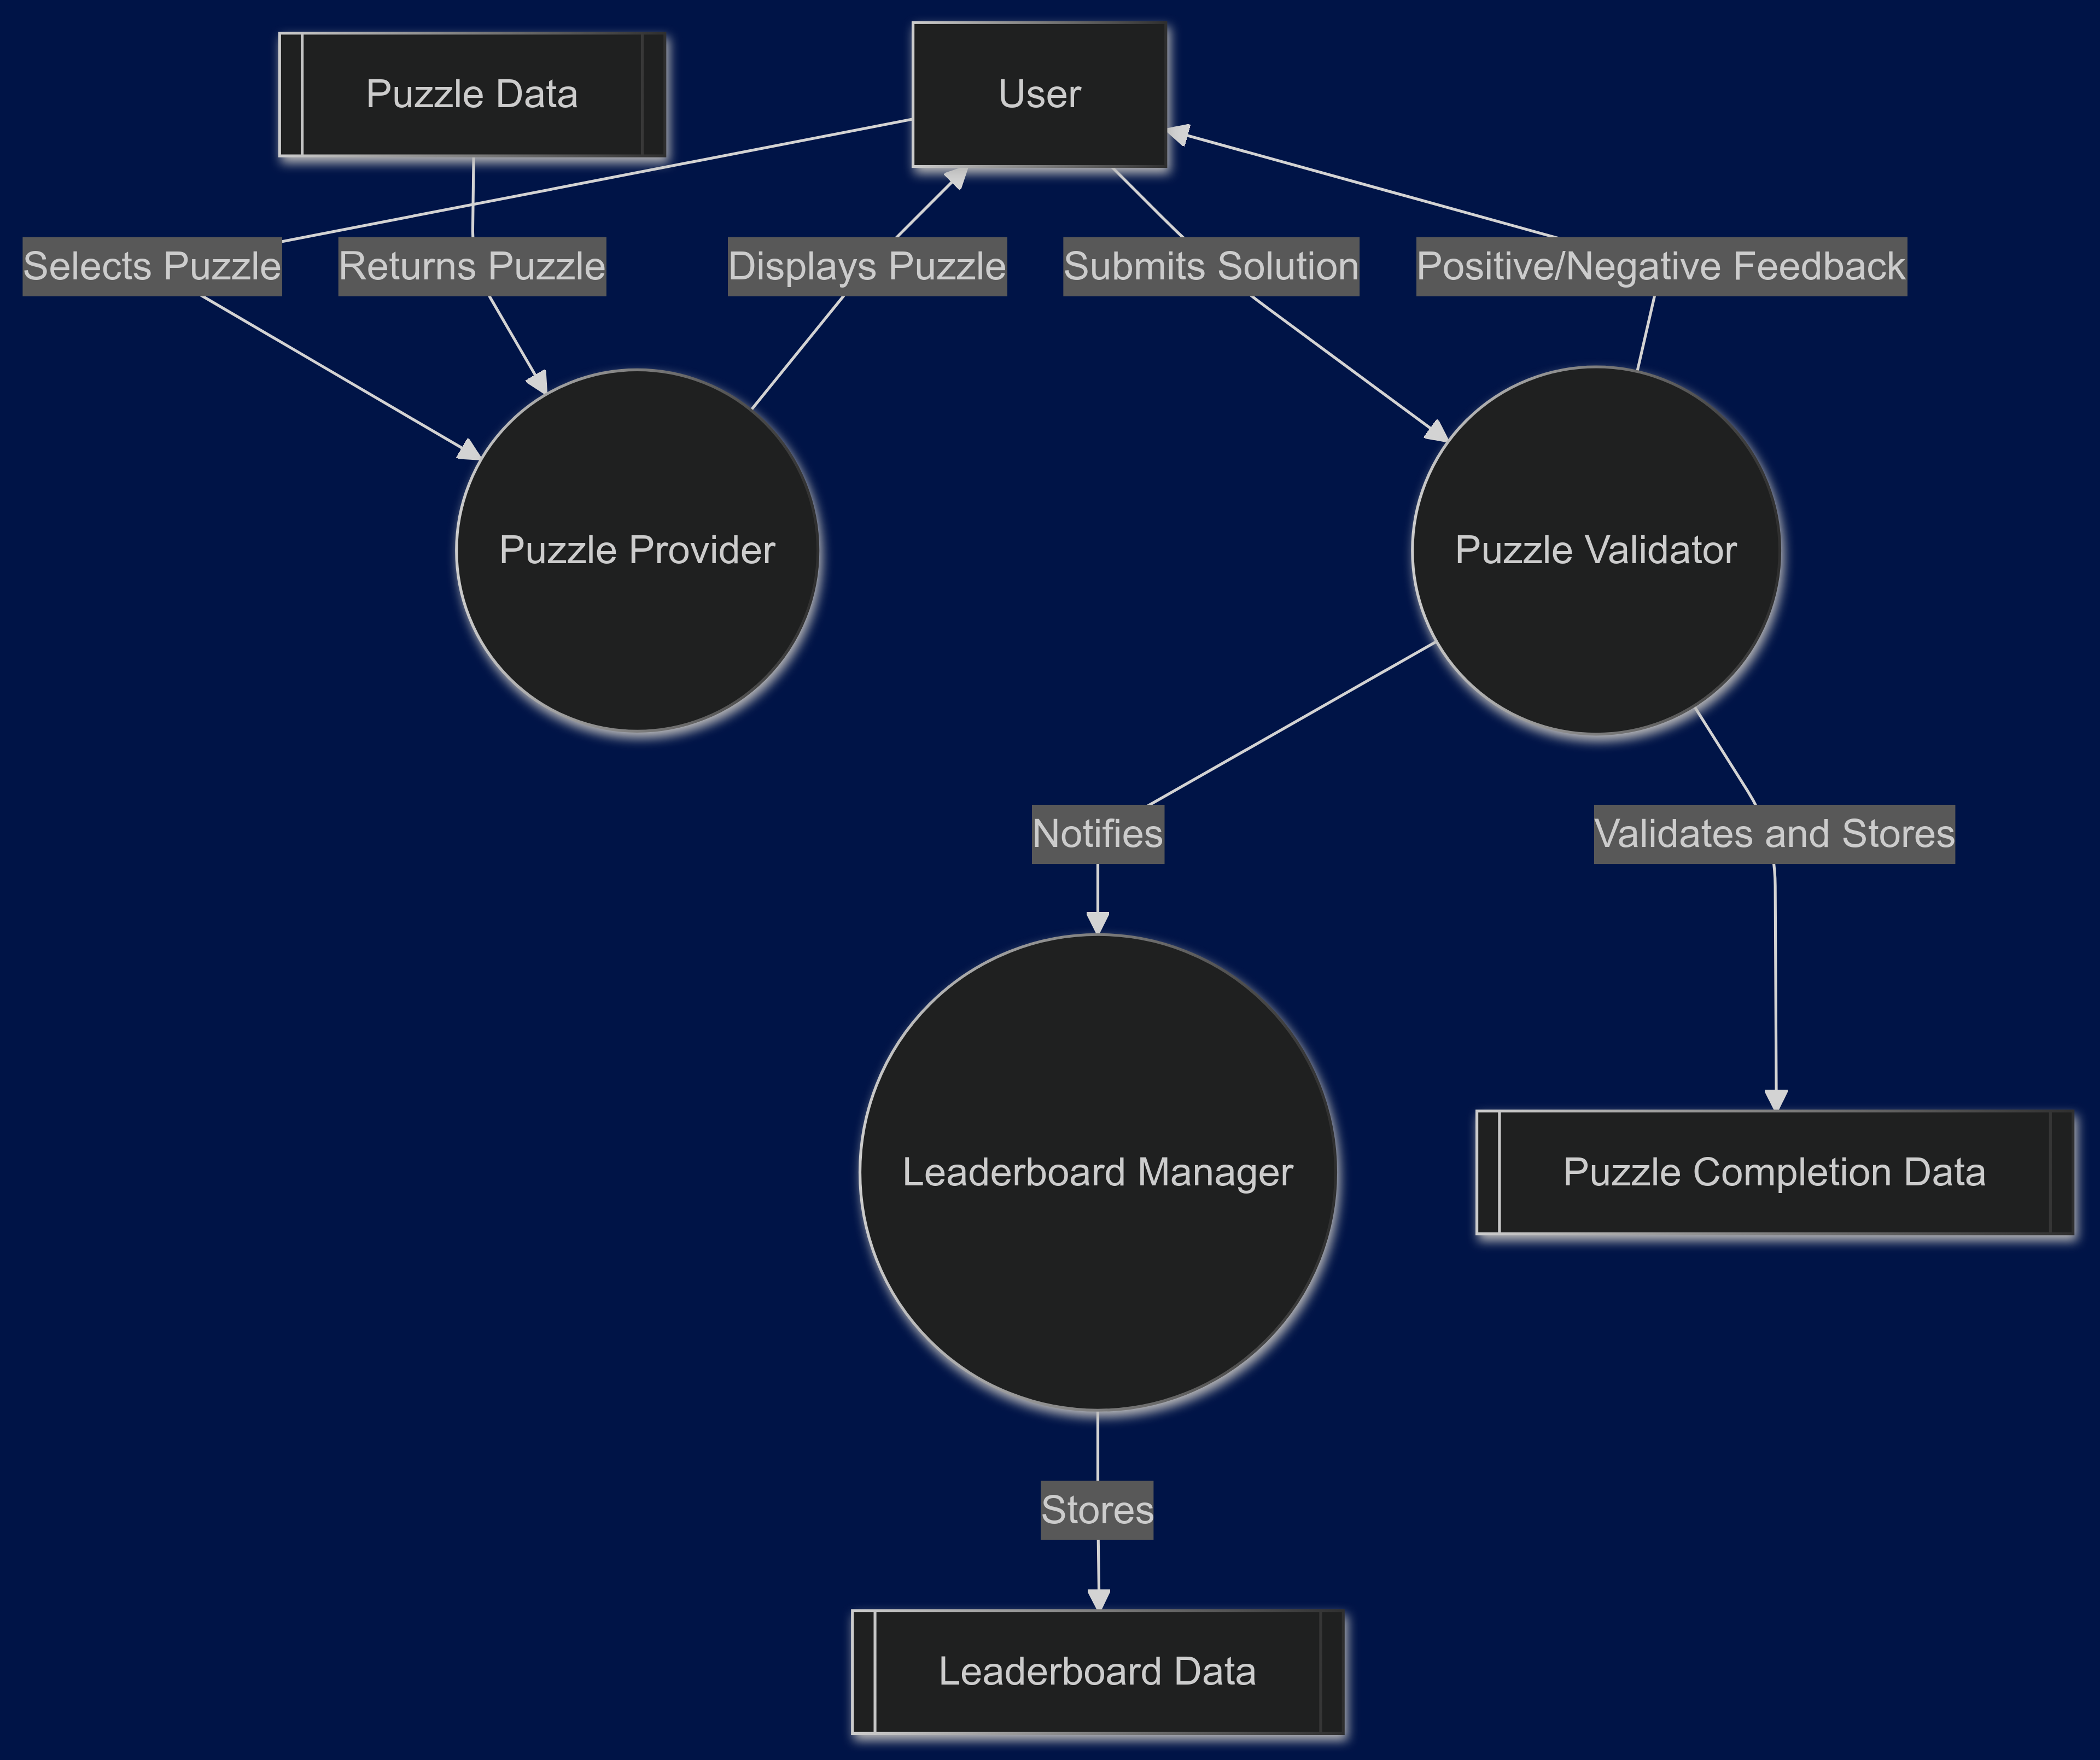 Puzzle Data
User
Selects Puzzle
Returns Puzzle
Displays Puzzle
Submits Solution
Positive/Negative Feedback
Puzzle Provider
Puzzle Validator
Notifies
Validates and Stores
Leaderboard Manager
Puzzle Completion Data
Stores
Leaderboard Data